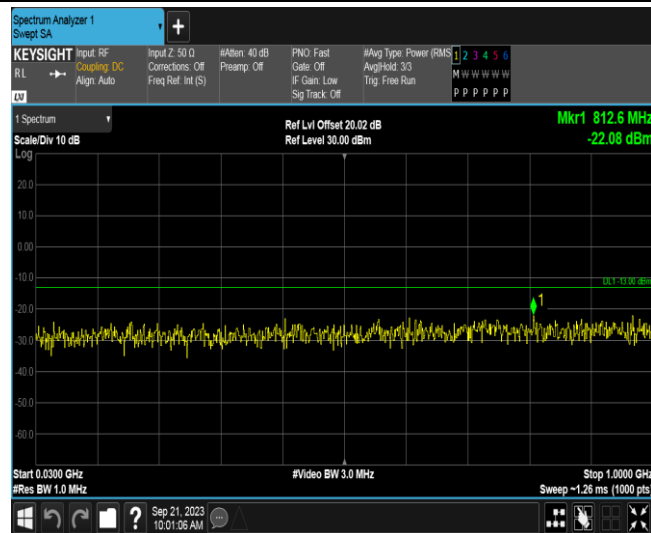 Spectrum Analyzer 1
Swept SA
+
KEYSIGHT
RL
LXI
Input: RF
Coupling: DC
Align: Auto
Input Z: 50 Ω
Corrections: Off
Freq Ref: Int (S)
#Atten: 40 dB
Preamp: Off
PNO: Fast
Gate: Off
IF Gain: Low
Sig Track: Off
#Avg Type: Power (RMS
Avg|Hold: 3/3
Trig: Free Run
1 2 3 4 5 6
M W W W W W
P P P P P P
1 Spectrum
Scale/Div 10 dB
Log
Ref Lvl Offset 20.02 dB
Ref Level 30.00 dBm
Mkr1 812.6 MHz
-22.08 dBm
20.0
10.0
0.00
-10.0
DL1 -13.00 dBm
1
-20.0
-30.0
-40.0
-50.0
-60.0
Start 0.0300 GHz
#Video BW 3.0 MHz
Stop 1.0000 GHz
#Res BW 1.0 MHz
Sweep ~1.26 ms (1000 pts)
?
Sep 21, 2023
10:01:06 AM